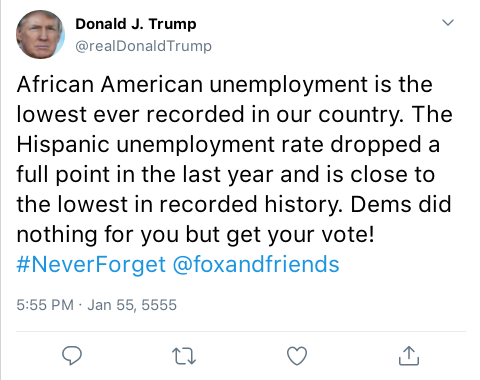 Donald J. Trump
@realDonaldTrump
African American unemployment is the
lowest ever recorded in our country. The
Hispanic unemployment rate dropped a
full point in the last year and is close to
the lowest in recorded history. Dems did
nothing for you but get your vote!
#NeverForget @foxandfriends
5:55 PM · Jan 55, 5555